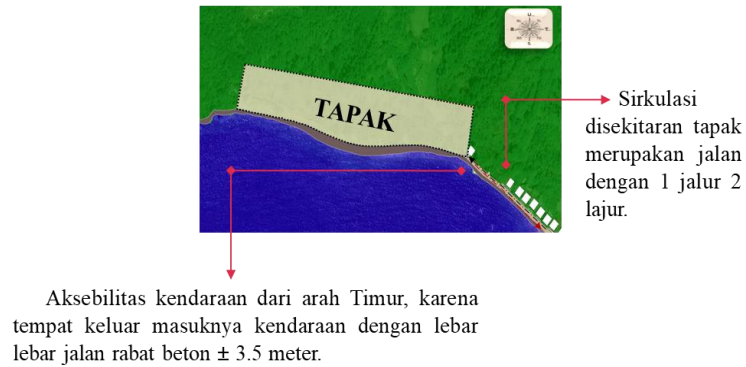 TAPAK
Sirkulasi
disekitaran tapak
merupakan jalan
dengan 1 jalur 2
lajur.
Aksebilitas kendaraan dari arah Timur, karena
tempat keluar masuknya kendaraan dengan lebar
lebar jalan rabat beton ± 3.5 meter.